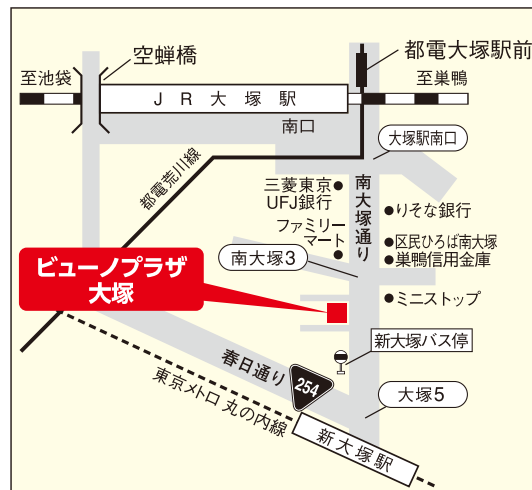 空蝉橋
都電大塚駅前
至池袋
至巣鴨
JR大塚駅
南口
大塚駅南口
都電荒川線
三菱東京
UFJ銀行
南大塚通り
りそな銀行
ファミリー
マート
区民ひろば南大塚
巣鴨信用金庫
南大塚3
ビューノプラザ
大塚
ミニストップ
新大塚バス停
春日通り
254
東京メトロ 丸の内線
大塚5
新大塚駅